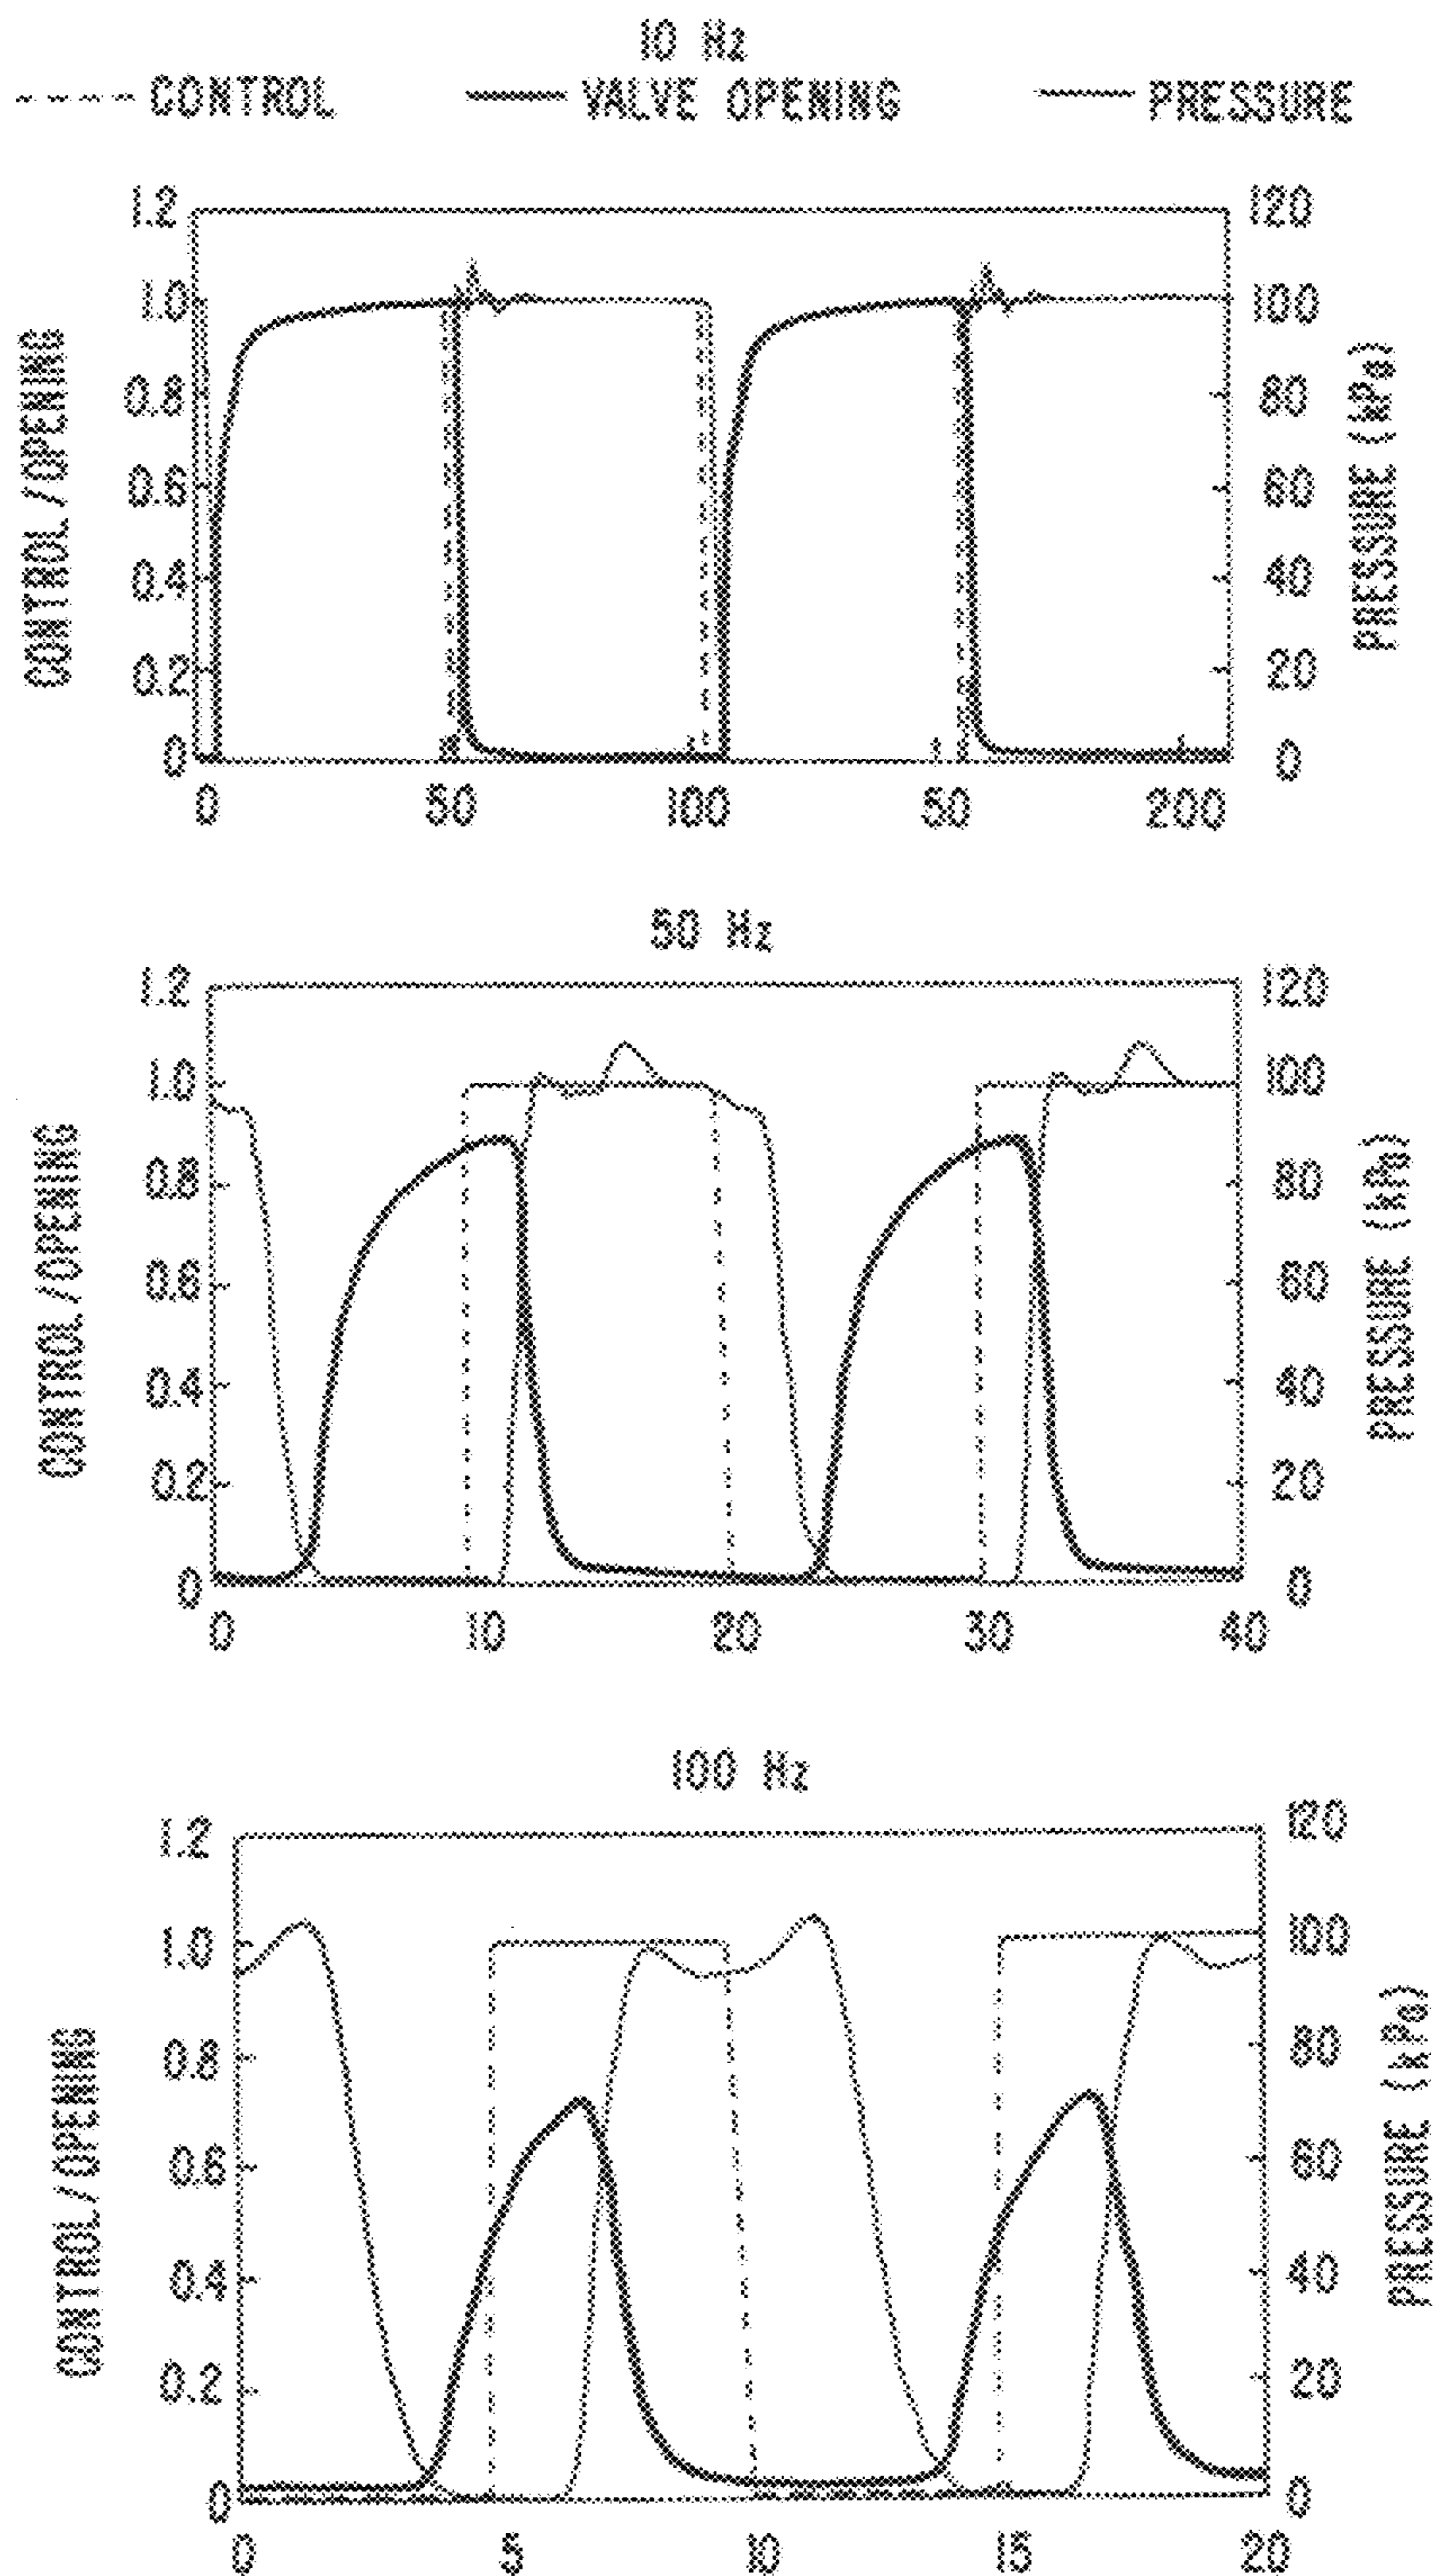 10 Hz
CONTROL VALVE OPENING PRESSURE
1.2 120
1.0 100
0.8 80
0.6 60
0.4 40
0.2 20
0 0
CONTROL/OPENING
PRESSURE (kPa)
0 50 100 50 200
50 Hz
1.2 120
1.0 100
0.8 80
0.6 60
0.4 40
0.2 20
0 0
CONTROL/OPENING
PRESSURE (kPa)
0 10 20 30 40
100 Hz
1.2 120
1.0 100
0.8 80
0.6 60
0.4 40
0.2 20
0 0
CONTROL/OPENING
PRESSURE (kPa)
0 5 10 15 20